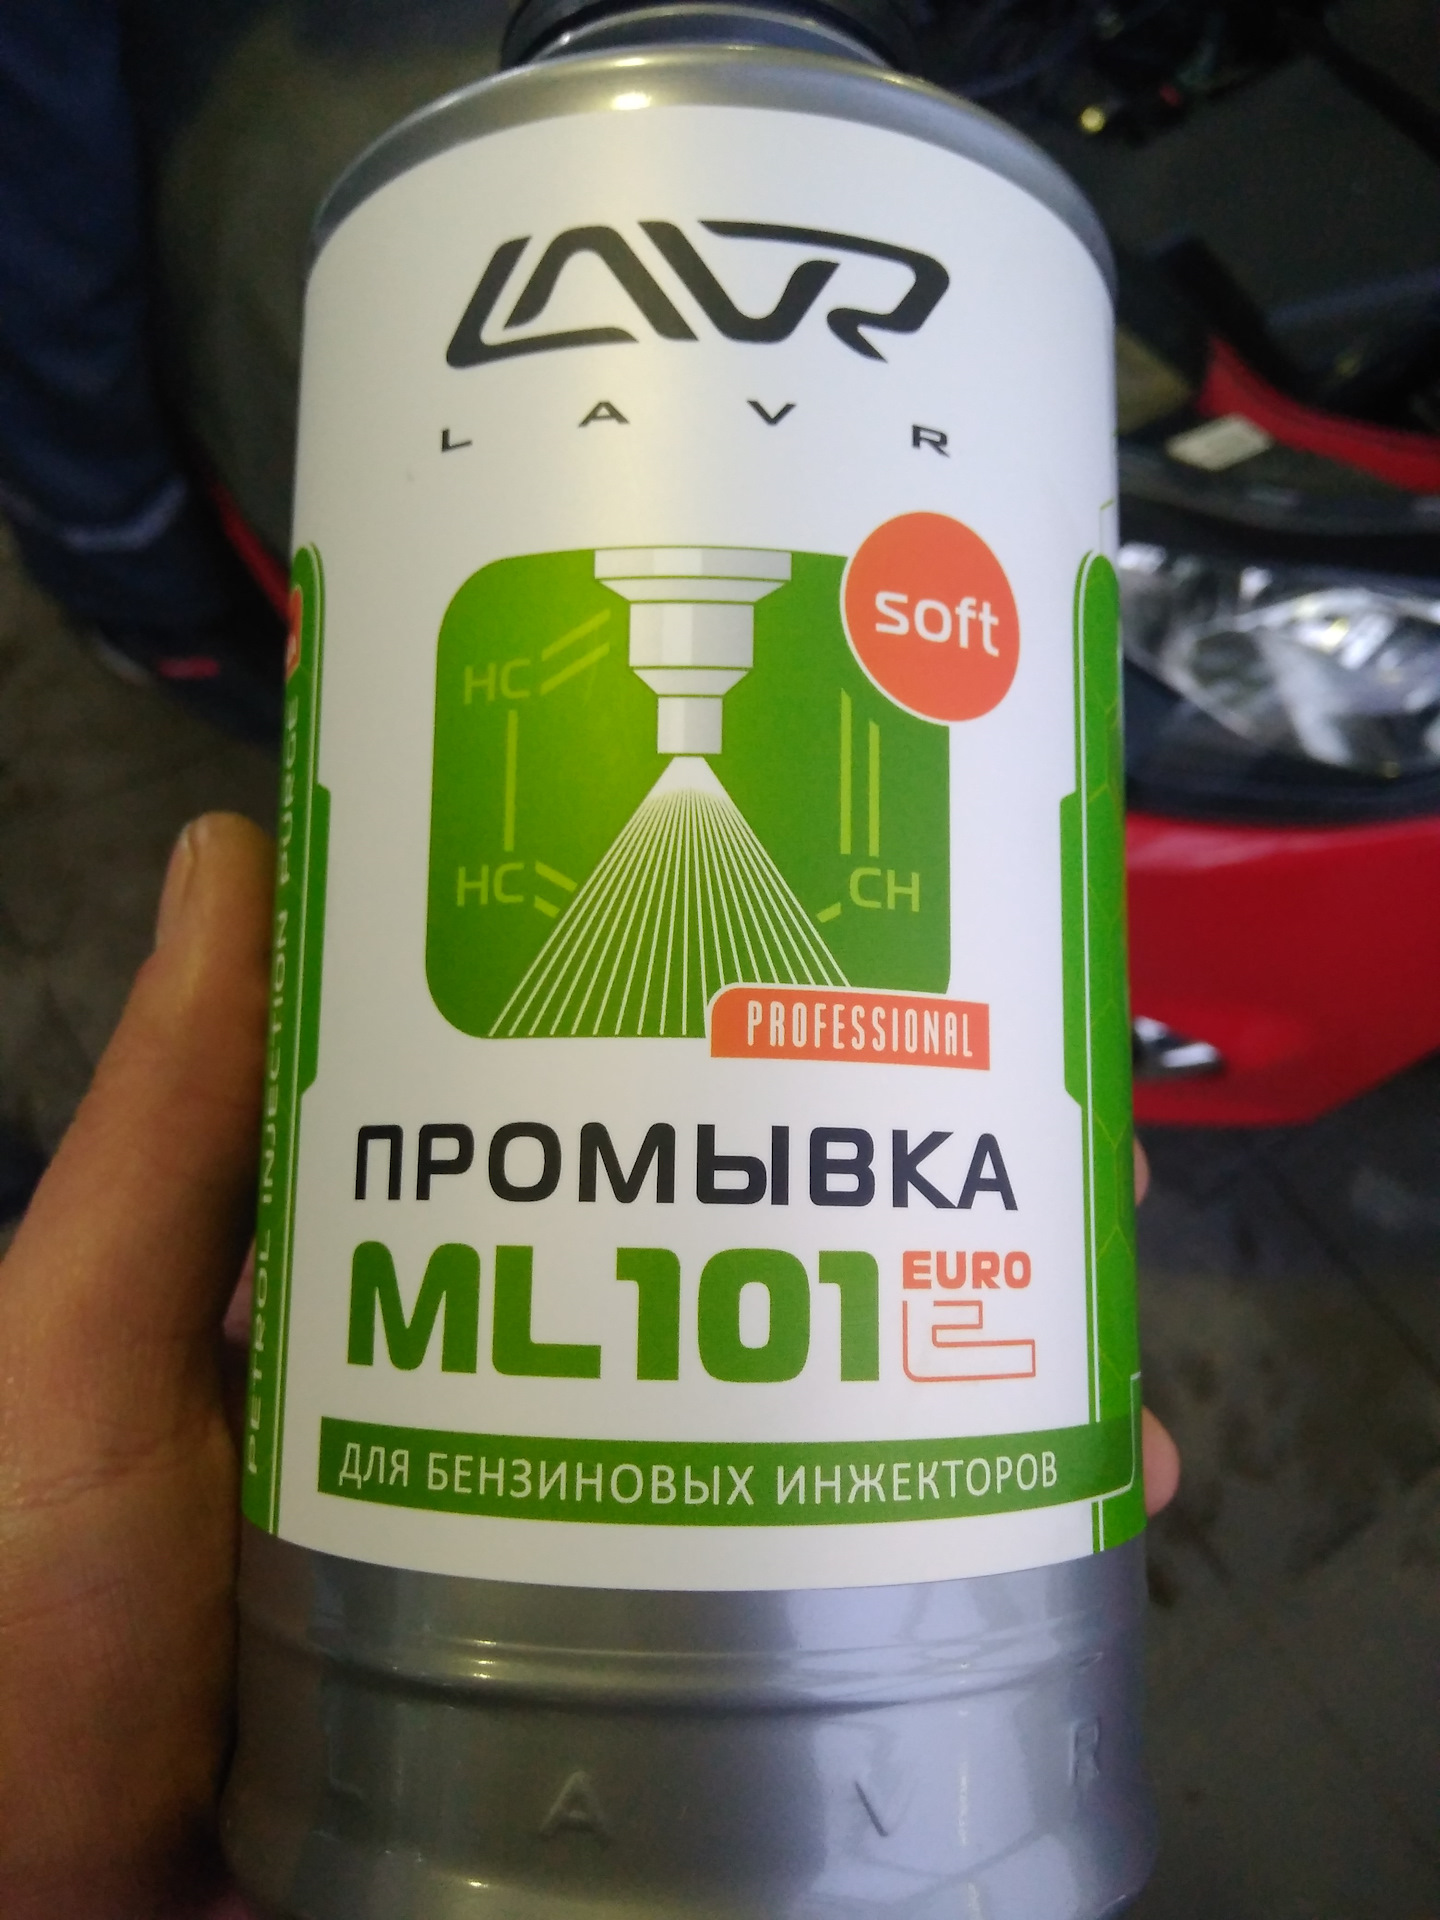 LAVR
L A V R
soft
HC
HC
CH
PROFESSIONAL
ПРОМЫВКА
ML101 EURO
ДЛЯ БЕНЗИНОВЫХ ИНЖЕКТОРОВ
PETROL INJECTION PURGE
L A V R